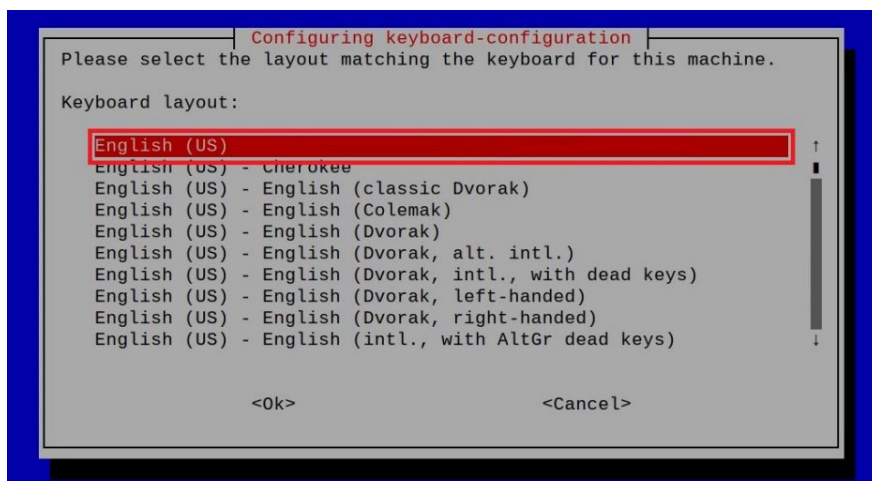 Configuring keyboard-configuration
Please select the layout matching the keyboard for this machine.
Keyboard layout:
English (US)
English (US) - Cherokee
English (US) - English (classic Dvorak)
English (US) - English (Colemak)
English (US) - English (Dvorak)
English (US) - English (Dvorak, alt. intl.)
English (US) - English (Dvorak, intl., with dead keys)
English (US) - English (Dvorak, left-handed)
English (US) - English (Dvorak, right-handed)
English (US) - English (intl., with AltGr dead keys)
<Ok> <Cancel>